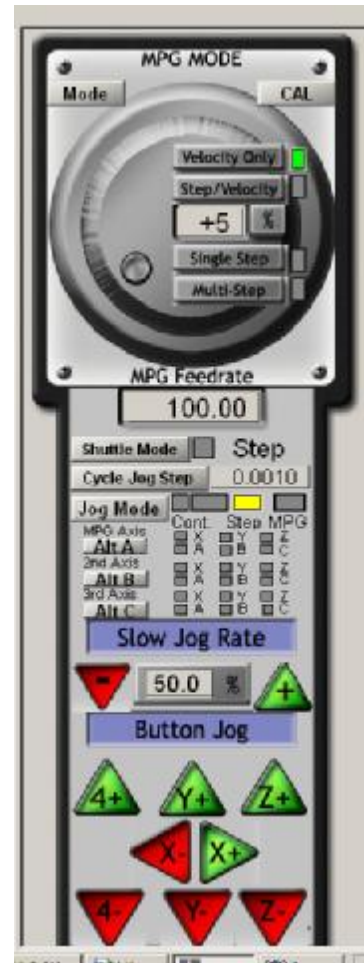 MPG MODE
Mode CAL
Velocity Only
Step/Velocity
+5 %
Single Step
Multi-Step
MPG Feedrate
100.00
Shuttle Mode Step
Cycle Jog Step 0.0010
Jog Mode
Cont. Step MPG
MPG Axis X Y Z
Alt A A B C
2nd Axis X Y Z
Alt B A B C
3rd Axis X Y Z
Alt C A B C
Slow Jog Rate
- 50.0 % +
Button Jog
4+ Y+ Z+
X- X+
4- Y- Z-